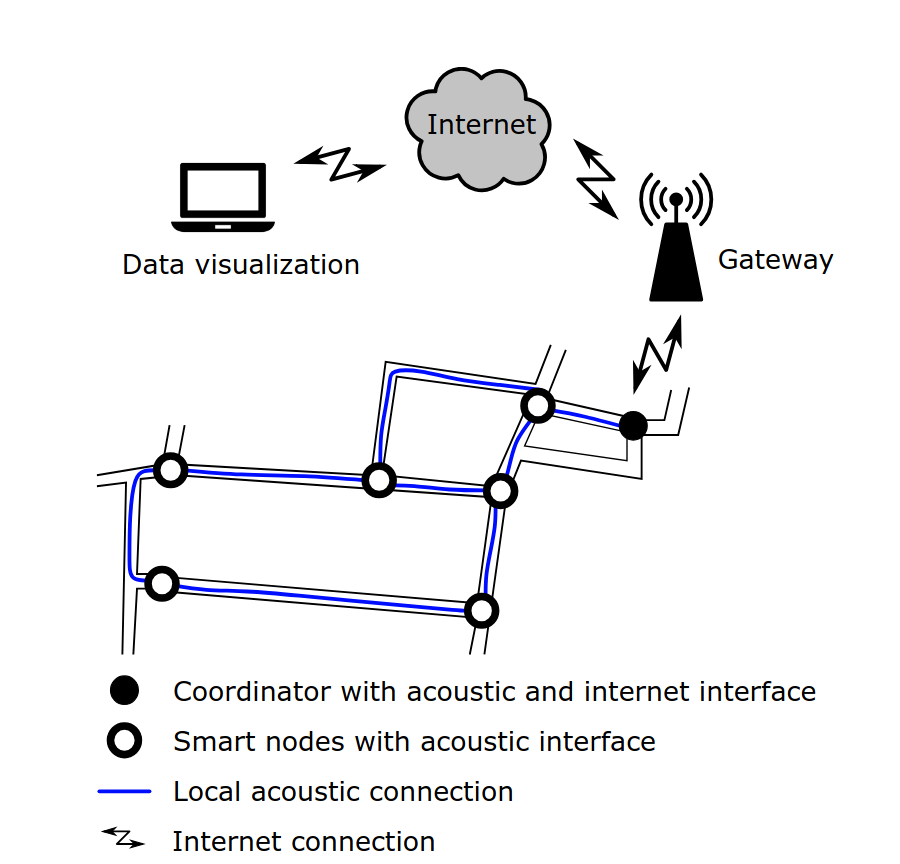 Internet
Data visualization
Gateway
Coordinator with acoustic and internet interface
Smart nodes with acoustic interface
Local acoustic connection
Internet connection